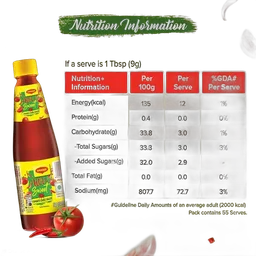 Nutrition Information
If a serve is 1 Tbsp (9g)
Nutrition+ Information Per 100g Per Serve %GDA# Per Serve
Energy(kcal) 135 12 1%
Protein(g) 0.4 0.0 0%
Carbohydrate(g) 33.8 3.0 1%
-Total Sugars(g) 33.3 3.0 3%
-Added Sugars(g) 32.0 2.9 -
Total Fat(g) 0.0 0.0 0%
Sodium(mg) 807.7 72.7 3%
#Guideline Daily Amounts of an average adult (2000 kcal)
Pack contains 55 Serves.
Maggi